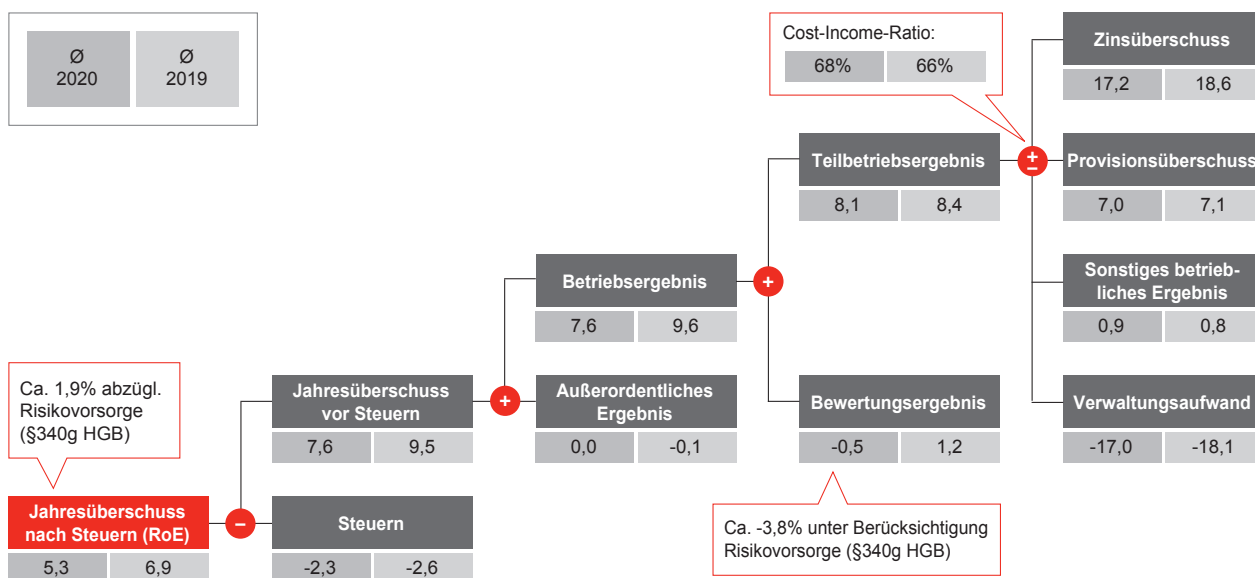 Ø
2020
Ø
2019
Cost-Income-Ratio:
68% 66%
Zinsüberschuss
17,2 18,6
Teilbetriebsergebnis
8,1 8,4
+
–
Provisionsüberschuss
7,0 7,1
Betriebsergebnis
7,6 9,6
+
Sonstiges betrieb-
liches Ergebnis
0,9 0,8
Ca. 1,9% abzügl.
Risikovorsorge
(§340g HGB)
Jahresüberschuss
vor Steuern
7,6 9,5
+
Außerordentliches
Ergebnis
0,0 -0,1
Bewertungsergebnis
-0,5 1,2
Verwaltungsaufwand
-17,0 -18,1
Jahresüberschuss
nach Steuern (RoE)
5,3 6,9
–
Steuern
-2,3 -2,6
Ca. -3,8% unter Berücksichtigung
Risikovorsorge (§340g HGB)